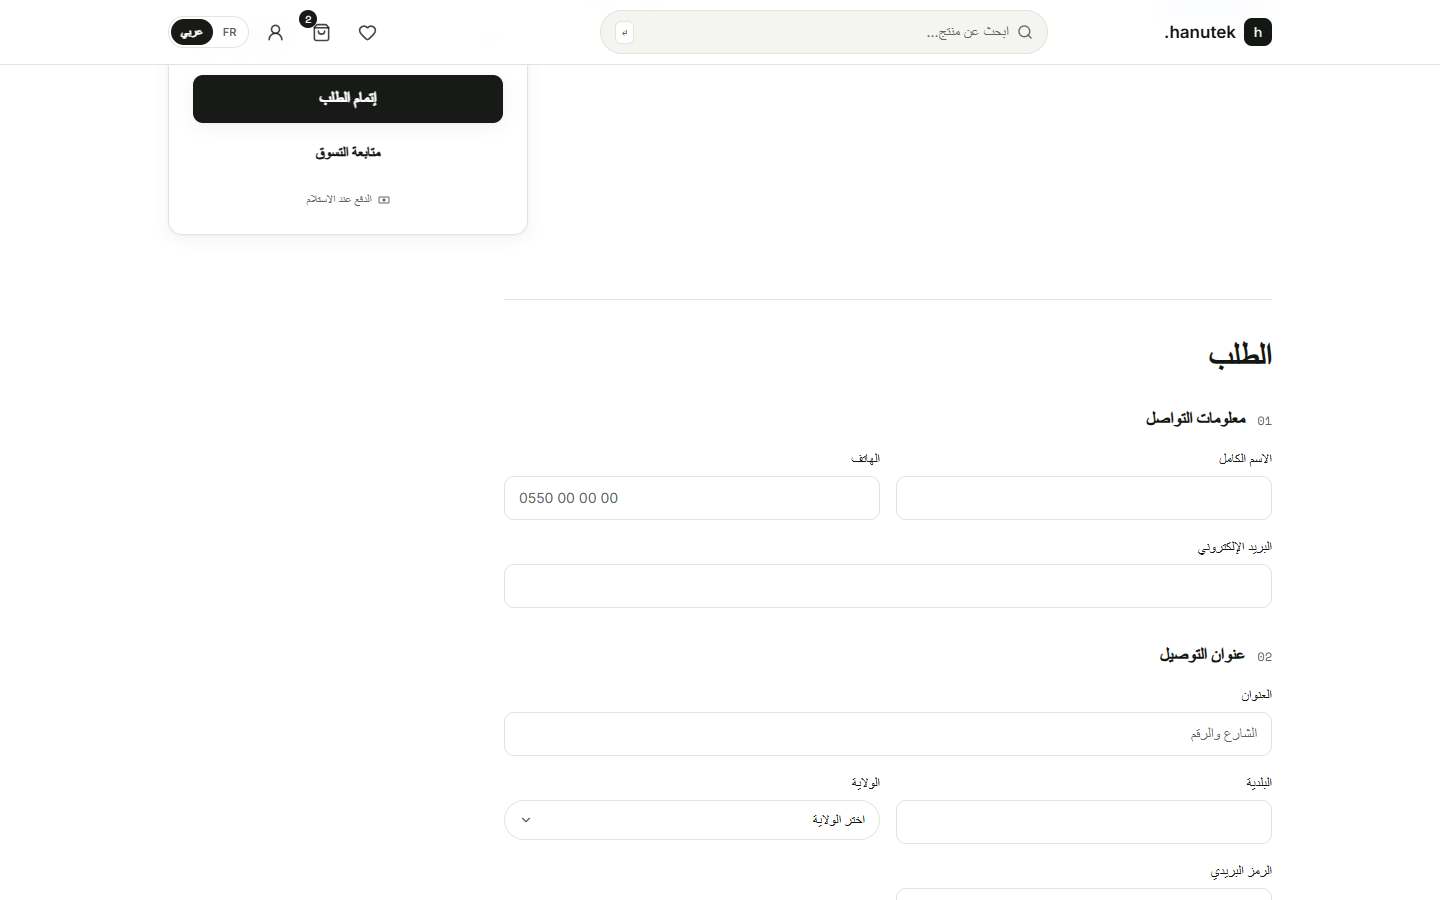 hanutek.
h
ابحث عن منتج...
↵
2
FR
عربي
إتمام الطلب
متابعة التسوق
الدفع عند الاستلام
الطلب
01 معلومات التواصل
الاسم الكامل
الهاتف
0550 00 00 00
البريد الإلكتروني
02 عنوان التوصيل
العنوان
الشارع والرقم
البلدية
الولاية
اختر الولاية
الرمز البريدي